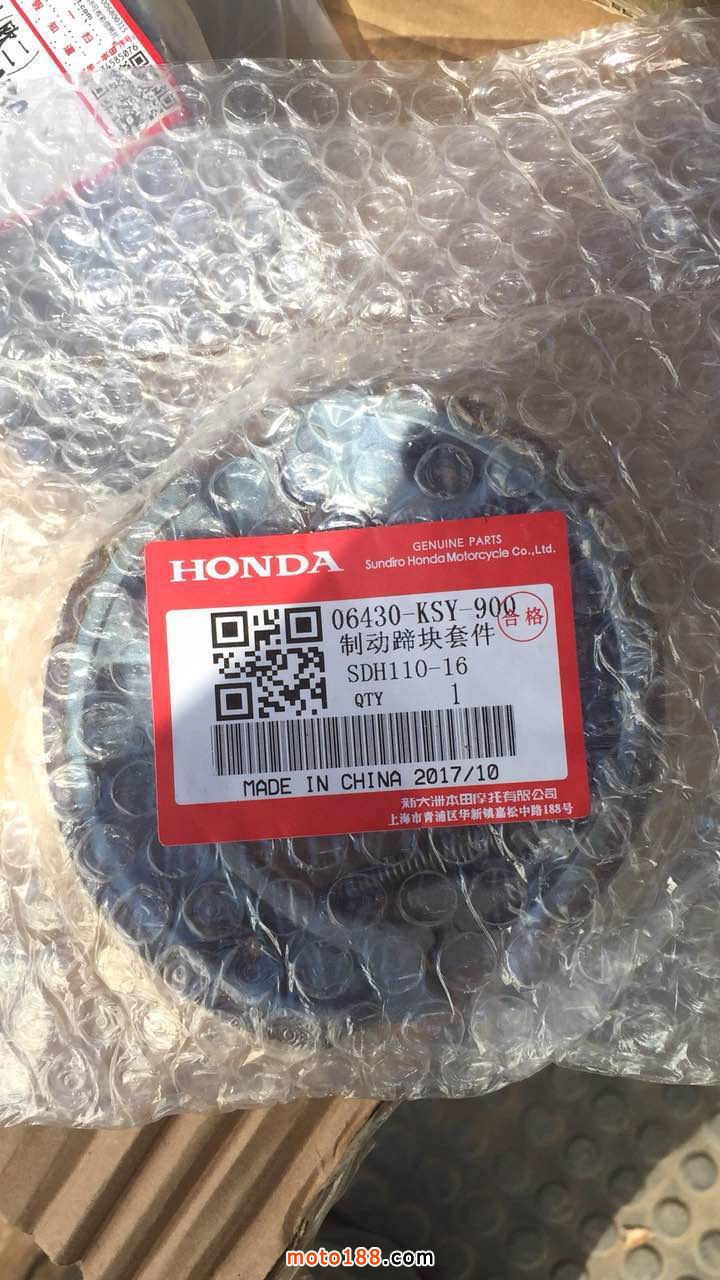 HONDA
GENUINE PARTS
Sundiro Honda Motorcycle Co.,Ltd.
06430-KSY-900
合格
制动蹄块套件
SDH110-16
QTY 1
MADE IN CHINA 2017/10
新大洲本田摩托有限公司
上海市青浦区华新镇嘉松中路188号
moto188.com